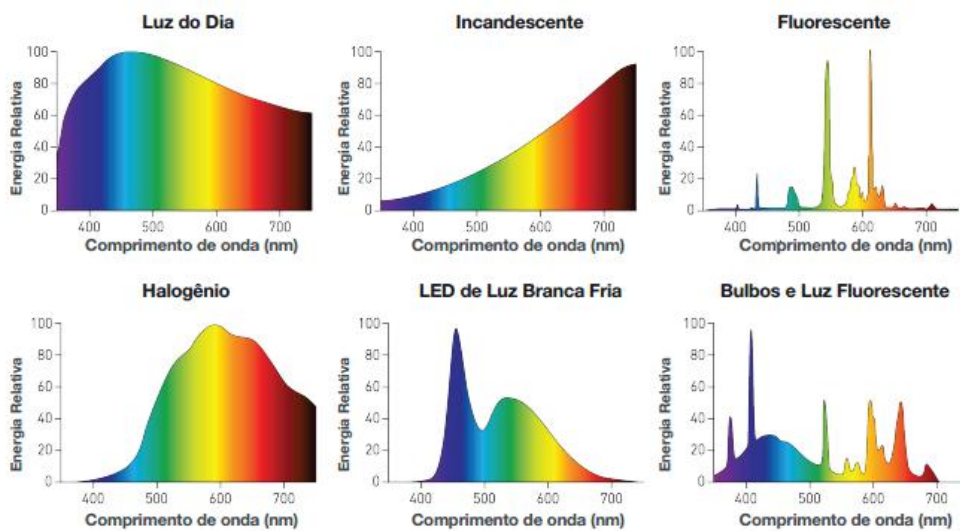 Luz do Dia
Energia Relativa
100
80
60
40
20
0
400 500 600 700
Comprimento de onda (nm)
Incandescente
Energia Relativa
100
80
60
40
20
0
400 500 600 700
Comprimento de onda (nm)
Fluorescente
Energia Relativa
100
80
60
40
20
0
400 500 600 700
Comprimento de onda (nm)
Halogênio
Energia Relativa
100
80
60
40
20
0
400 500 600 700
Comprimento de onda (nm)
LED de Luz Branca Fria
Energia Relativa
100
80
60
40
20
0
400 500 600 700
Comprimento de onda (nm)
Bulbos e Luz Fluorescente
Energia Relativa
100
80
60
40
20
0
400 500 600 700
Comprimento de onda (nm)